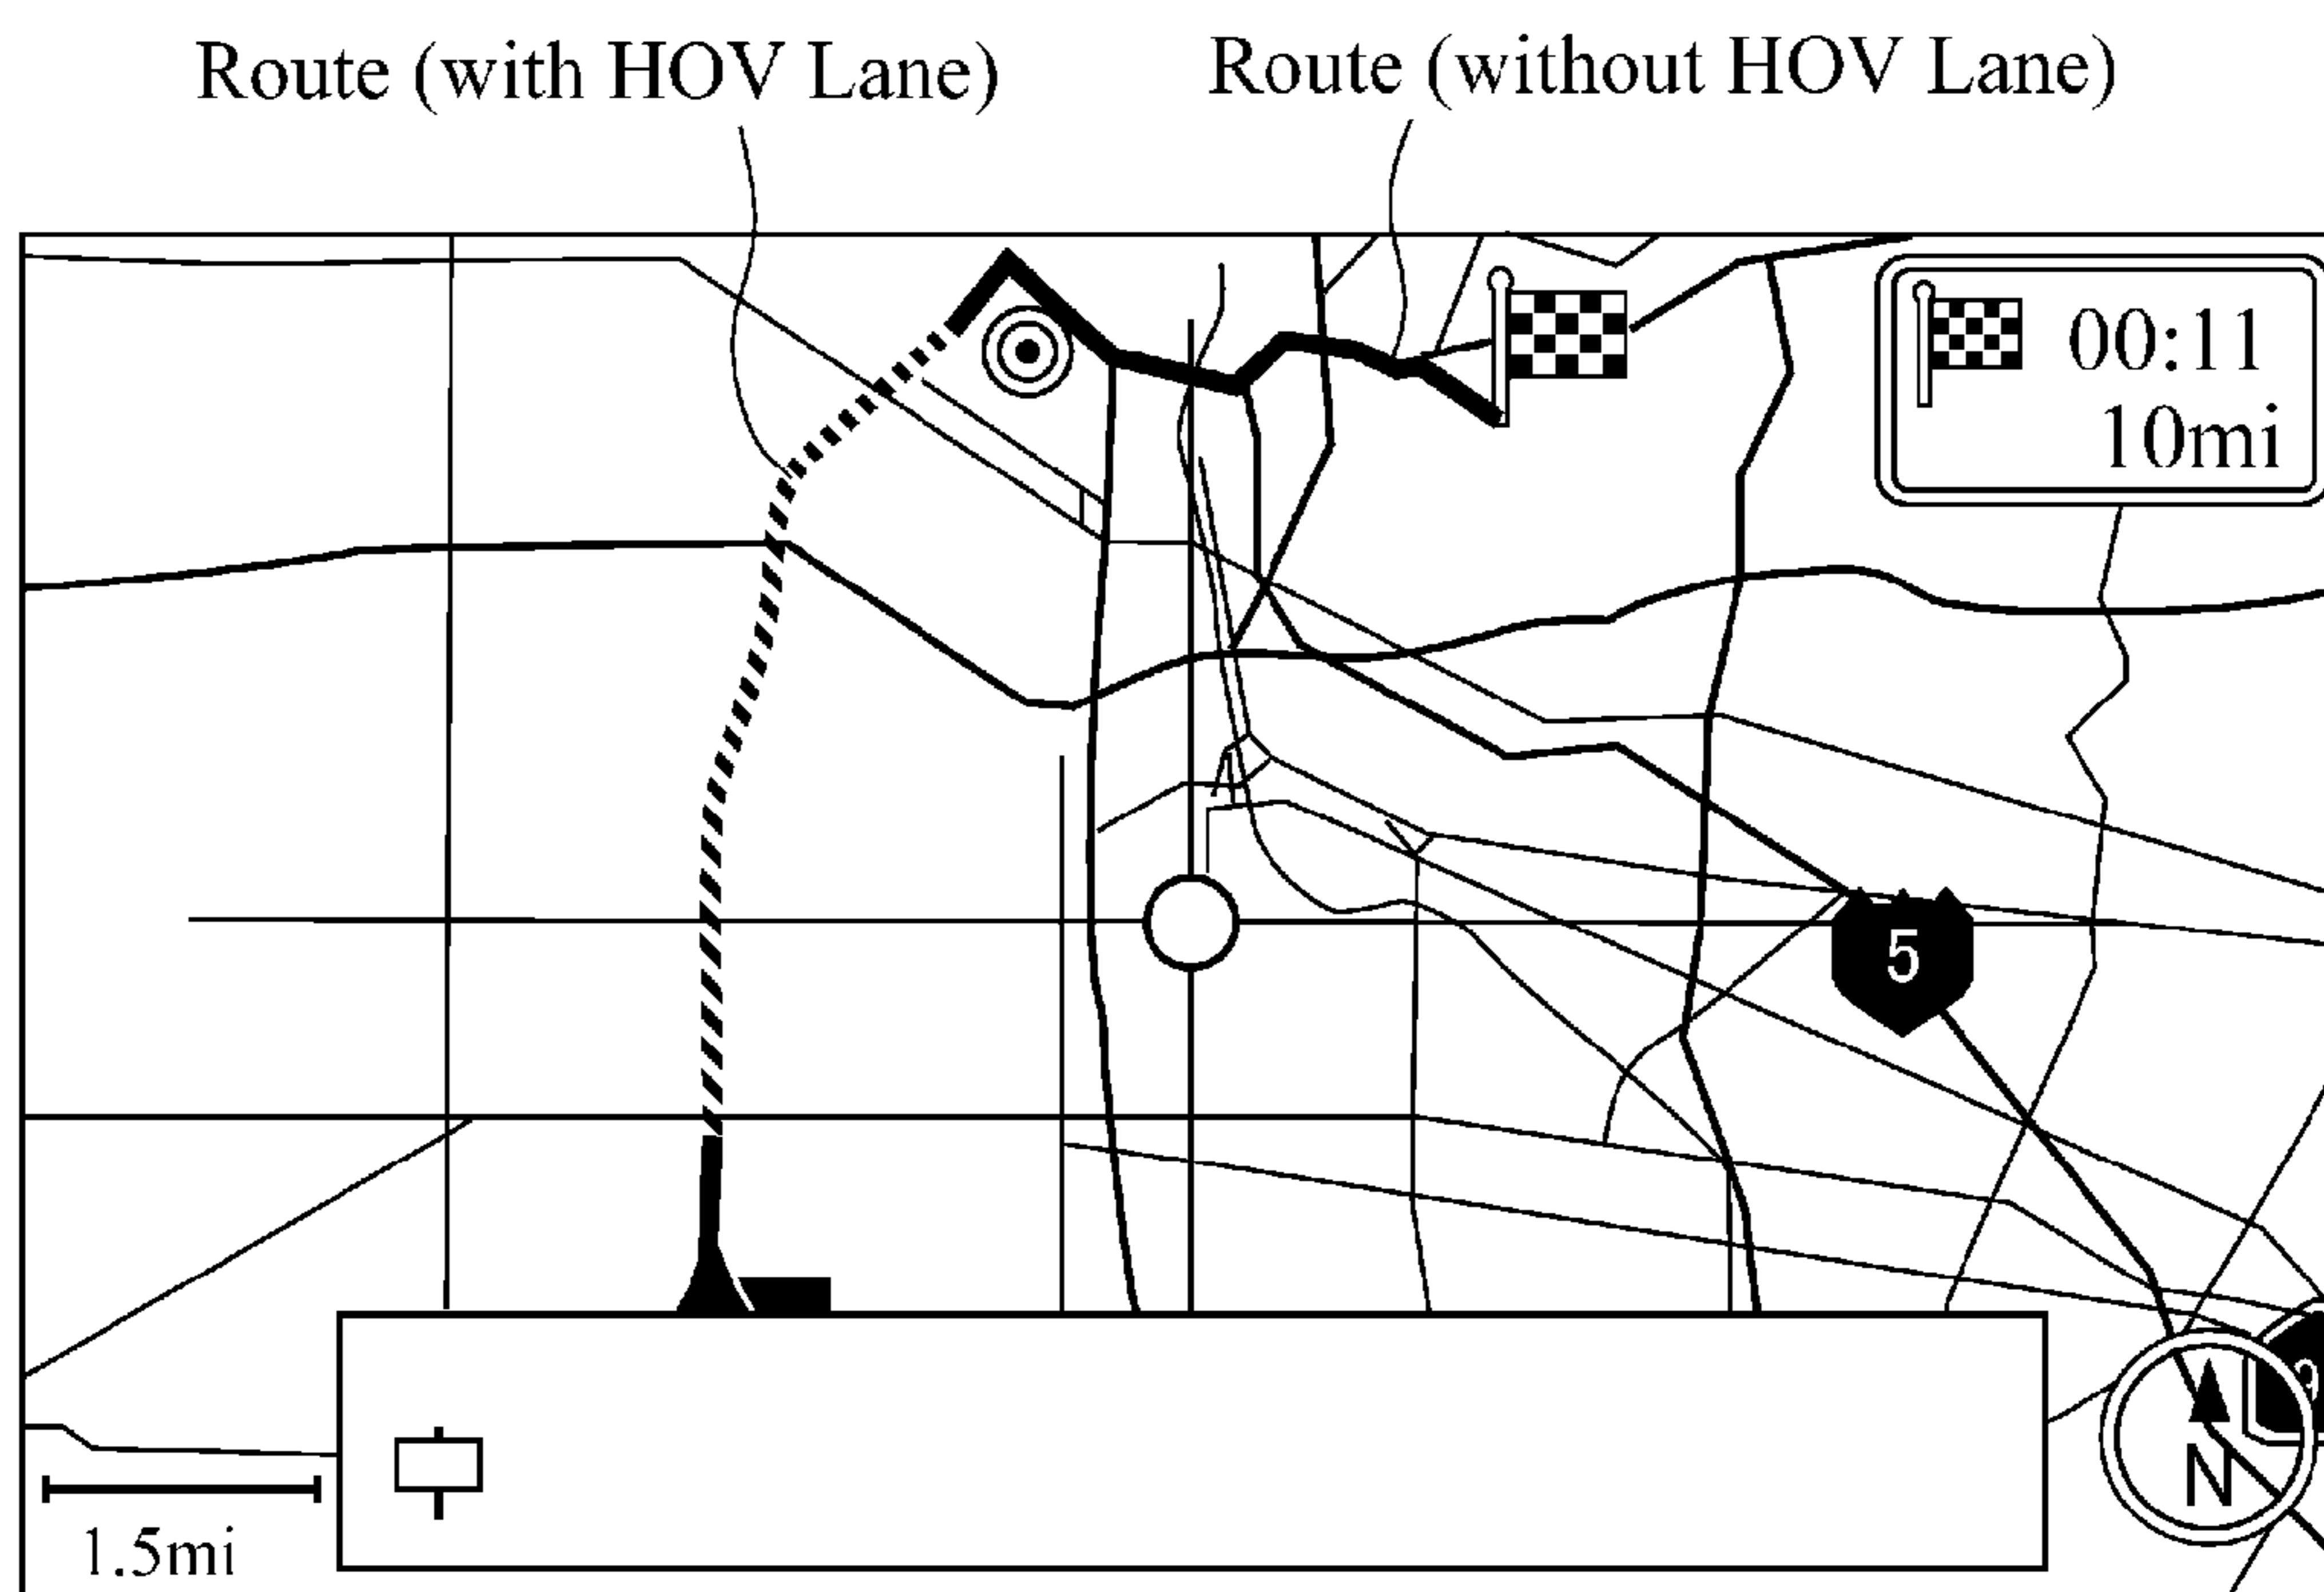 Route (with HOV Lane)
Route (without HOV Lane)
00:11
10mi
5
N
1.5mi